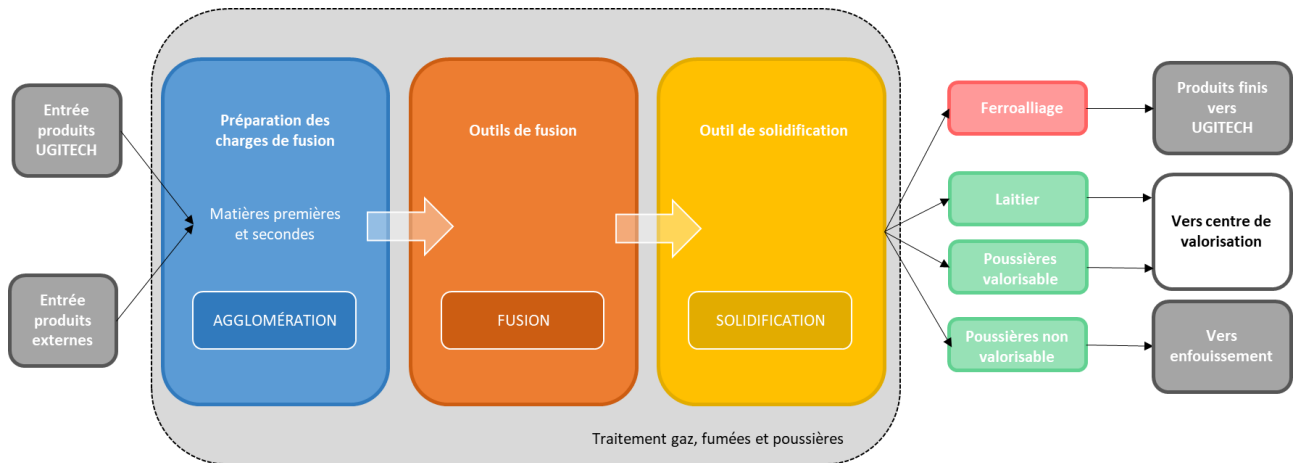 Entrée
produits
UGITECH
Entrée
produits
externes
Préparation des
charges de fusion
Matières premières
et secondes
AGGLOMÉRATION
Outils de fusion
FUSION
Outil de solidification
SOLIDIFICATION
Traitement gaz, fumées et poussières
Ferroalliage
Laitier
Poussières
valorisable
Poussières non
valorisable
Produits finis
vers
UGITECH
Vers centre de
valorisation
Vers
enfouissement